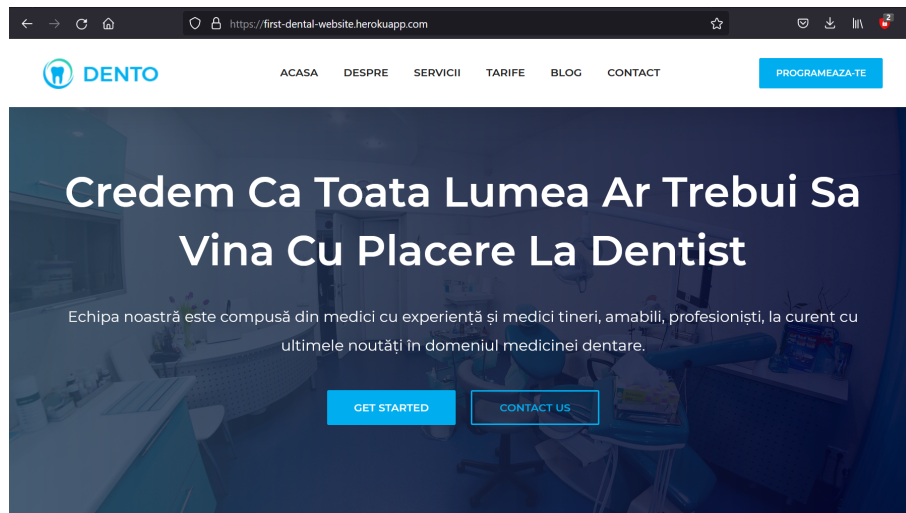 https://first-dental-website.herokuapp.com
2
DENTO
ACASA DESPRE SERVICII TARIFE BLOG CONTACT
PROGRAMEAZA-TE
Credem Ca Toata Lumea Ar Trebui Sa
Vina Cu Placere La Dentist
Echipa noastră este compusă din medici cu experiență și medici tineri, amabili, profesioniști, la curent cu
ultimele noutăți în domeniul medicinei dentare.
GET STARTED CONTACT US